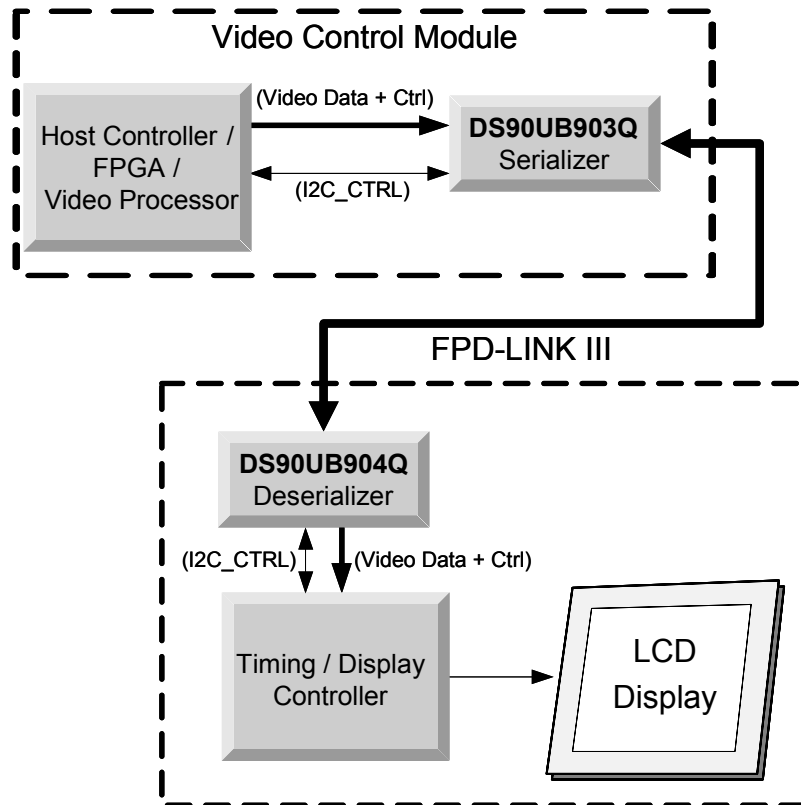 Video Control Module
(Video Data + Ctrl)
Host Controller /
FPGA /
Video Processor
DS90UB903Q
Serializer
(I2C_CTRL)
FPD-LINK III
DS90UB904Q
Deserializer
(I2C_CTRL)
(Video Data + Ctrl)
Timing / Display
Controller
LCD
Display